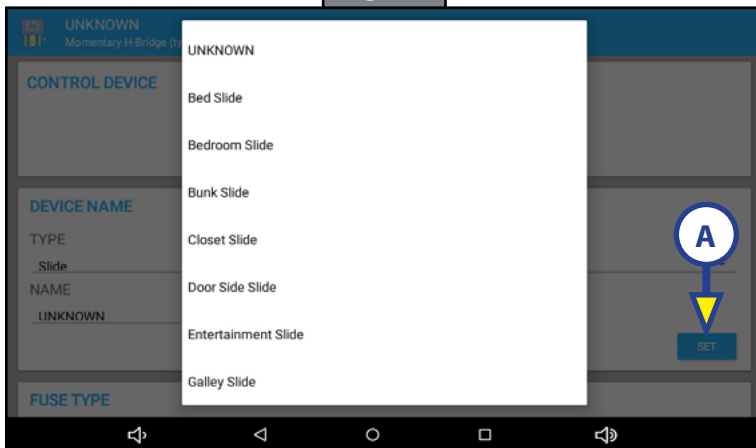 UNKNOWN
Momentary H-Bridge (ty
CONTROL DEVICE
DEVICE NAME
TYPE
Slide
NAME
UNKNOWN
FUSE TYPE
UNKNOWN
Bed Slide
Bedroom Slide
Bunk Slide
Closet Slide
Door Side Slide
Entertainment Slide
Galley Slide
A
SET